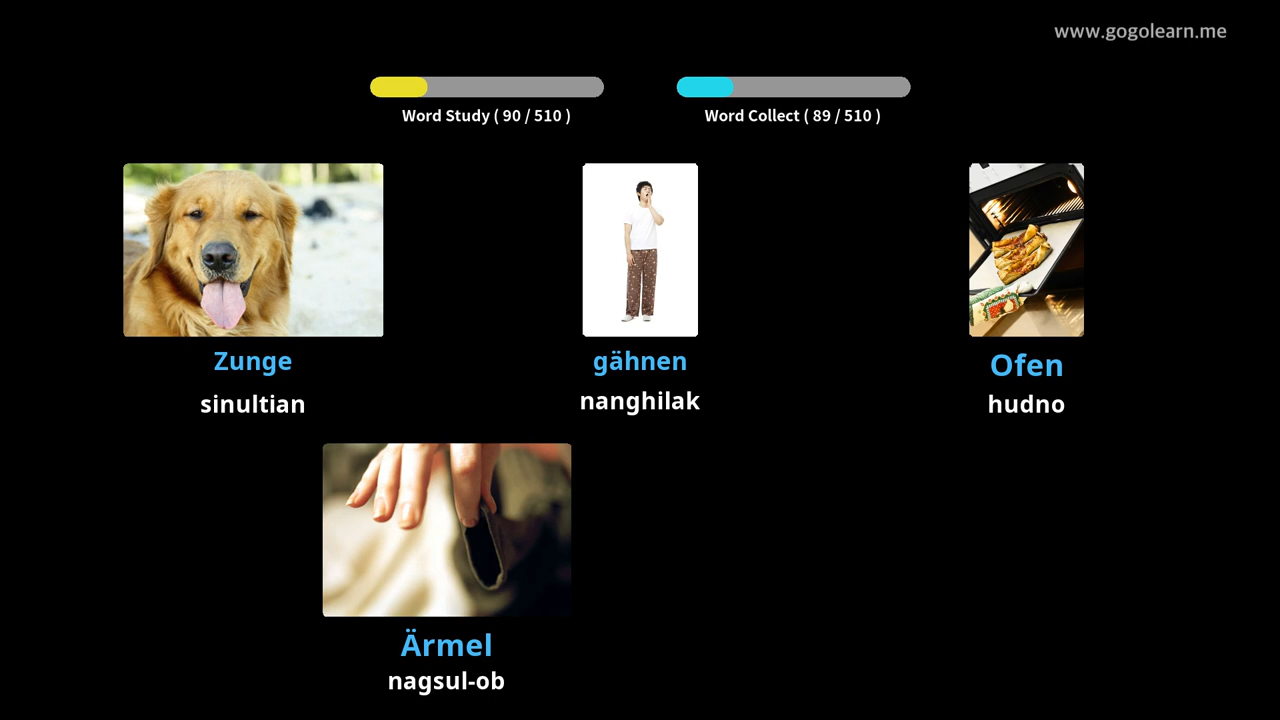 www.gogolearn.me
Word Study ( 90 / 510 )
Word Collect ( 89 / 510 )
Zunge
sinultian
gähnen
nanghilak
Ofen
hudno
Ärmel
nagsul-ob